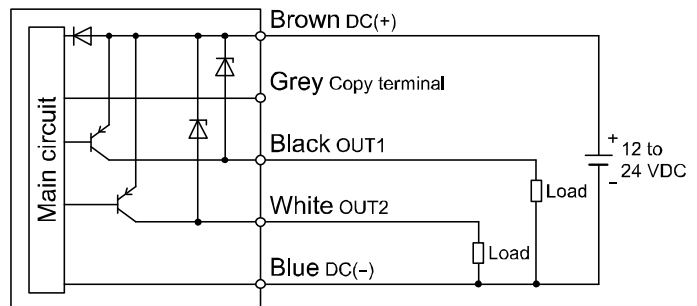 Brown DC(+)
Grey Copy terminal
Main circuit
Black OUT1
+
12 to
24 VDC
−
Load
White OUT2
Load
Blue DC(−)